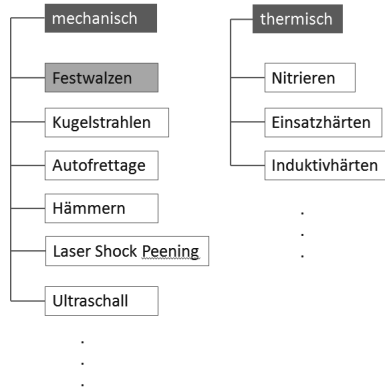 mechanisch
Festwalzen
Kugelstrahlen
Autofrettage
Hämmern
Laser Shock Peening
Ultraschall
.
.
.
thermisch
Nitrieren
Einsatzhärten
Induktivhärten
.
.
.